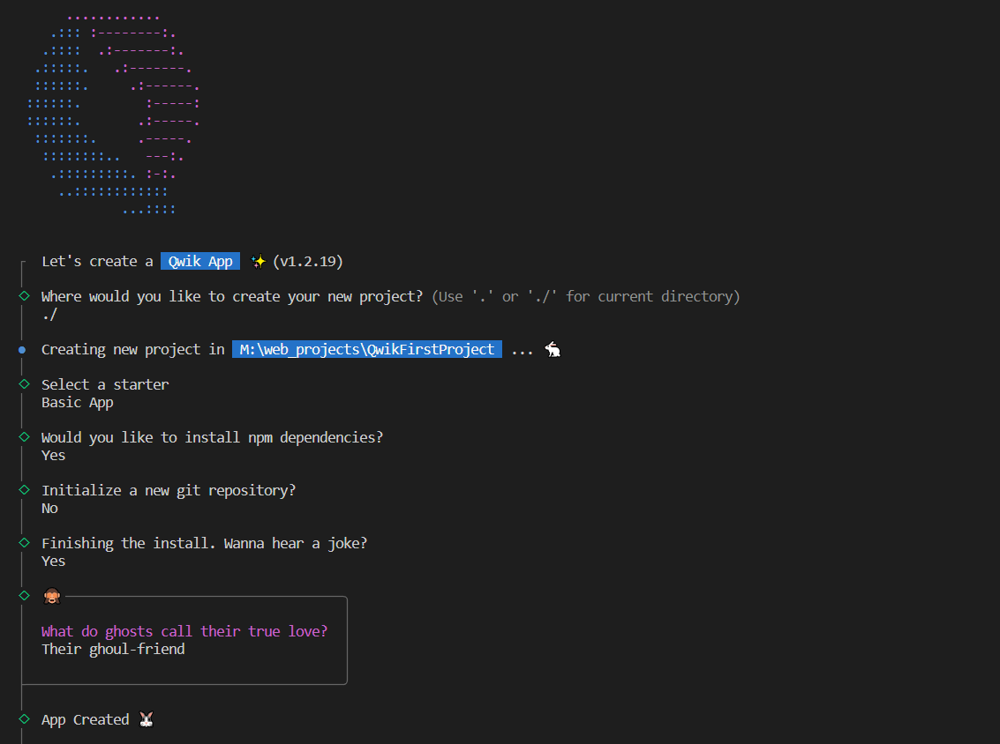 Let's create a Qwik App ✨ (v1.2.19)
Where would you like to create your new project? (Use '.' or './' for current directory)
./
Creating new project in M:\web_projects\QwikFirstProject ... 🐇
Select a starter
Basic App
Would you like to install npm dependencies?
Yes
Initialize a new git repository?
No
Finishing the install. Wanna hear a joke?
Yes
🙈
What do ghosts call their true love?
Their ghoul-friend
App Created 🐰